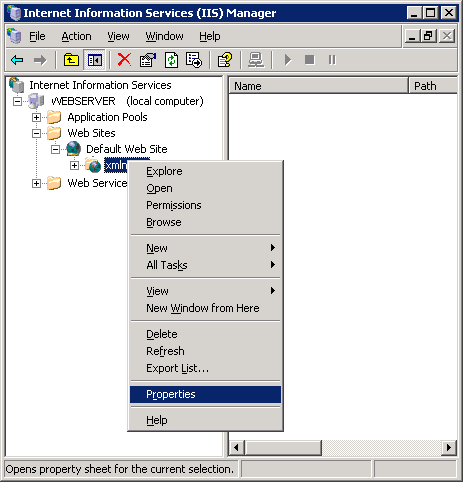 Internet Information Services (IIS) Manager
File Action View Window Help
Name Path
Internet Information Services
WEBSERVER (local computer)
Application Pools
Web Sites
Default Web Site
Web Service
Explore
Open
Permissions
Browse
New
All Tasks
View
New Window from Here
Delete
Refresh
Export List...
Properties
Help
Opens property sheet for the current selection.